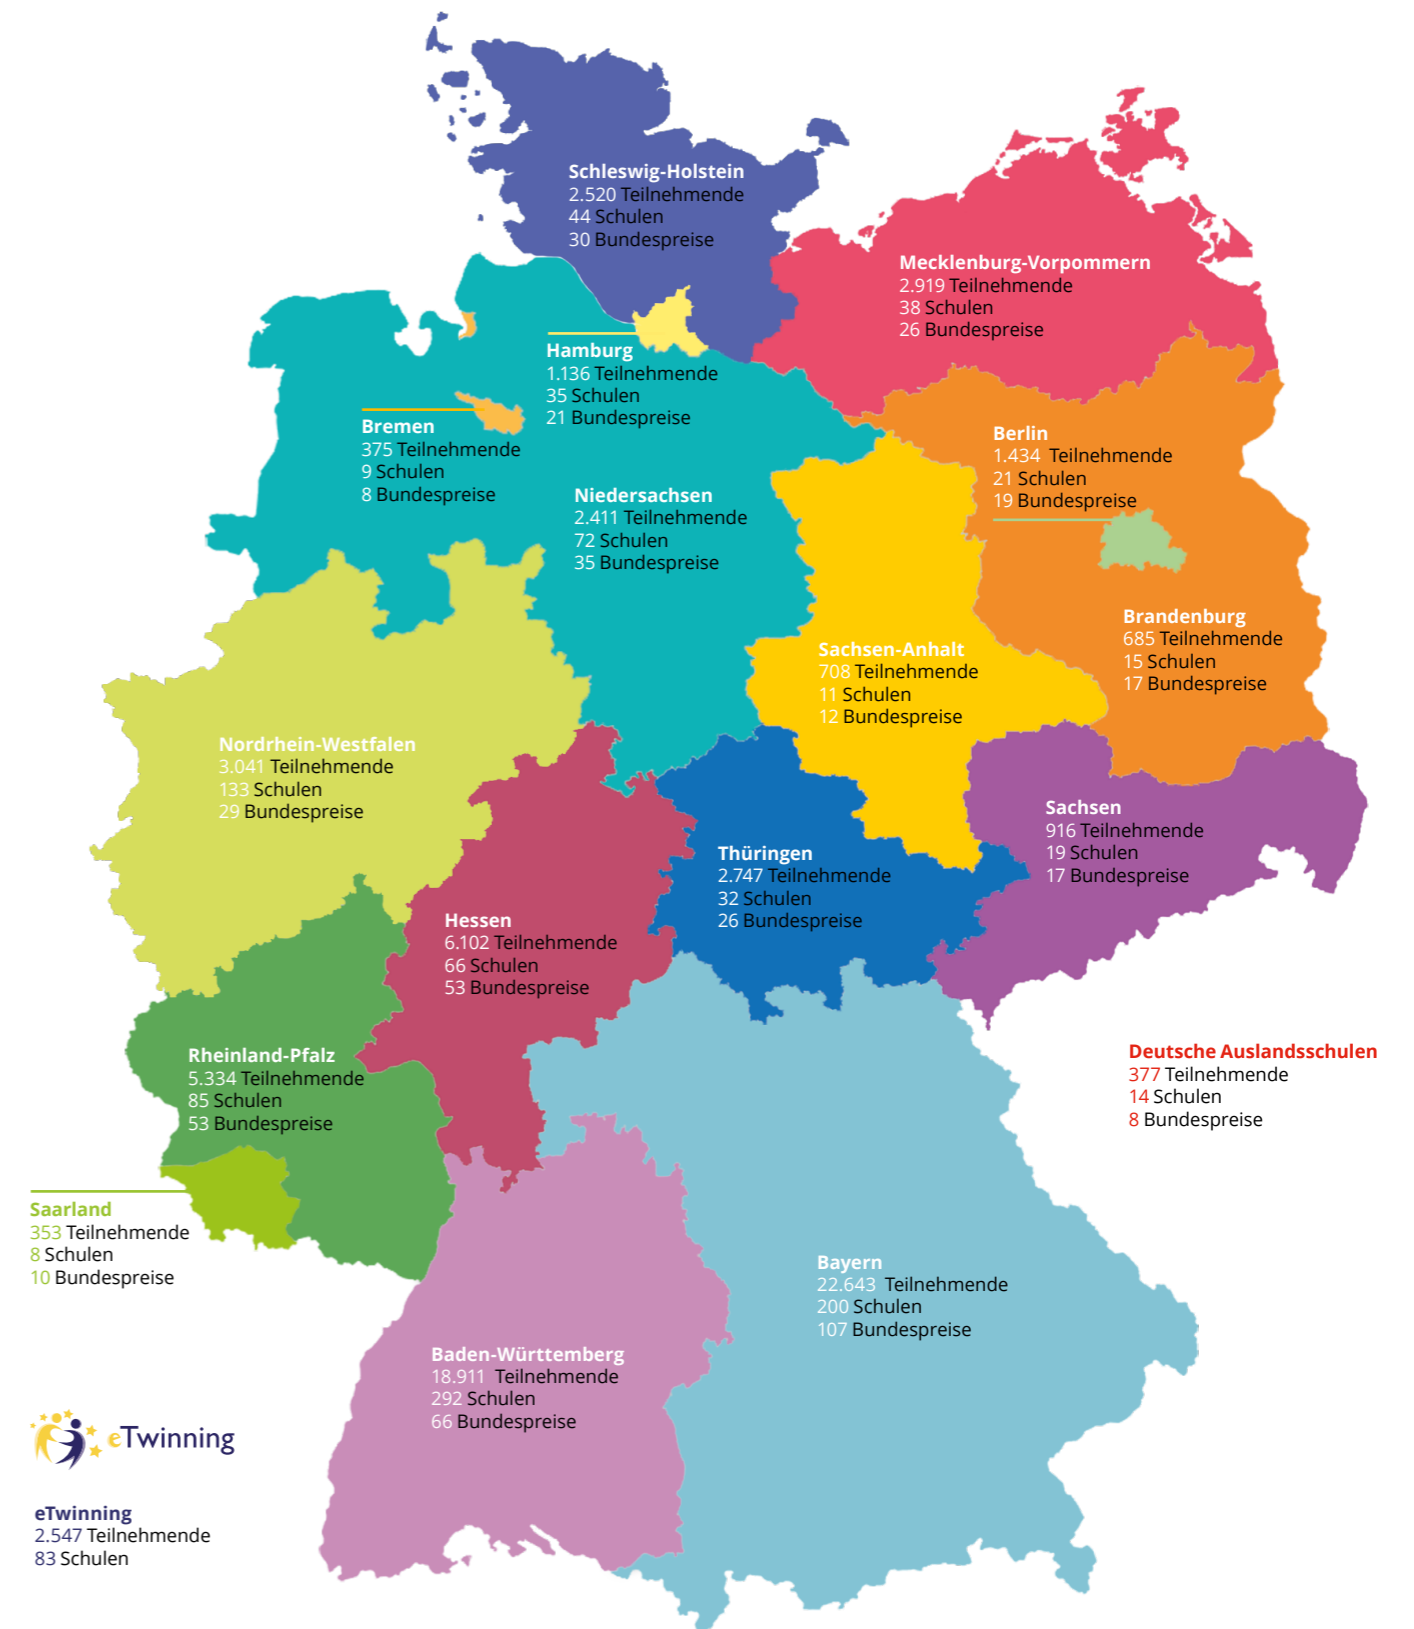 Schleswig-Holstein
2.520 Teilnehmende
44 Schulen
30 Bundespreise
Mecklenburg-Vorpommern
2.919 Teilnehmende
38 Schulen
26 Bundespreise
Hamburg
1.136 Teilnehmende
35 Schulen
21 Bundespreise
Bremen
375 Teilnehmende
9 Schulen
8 Bundespreise
Berlin
1.434 Teilnehmende
21 Schulen
19 Bundespreise
Niedersachsen
2.411 Teilnehmende
72 Schulen
35 Bundespreise
Brandenburg
685 Teilnehmende
15 Schulen
17 Bundespreise
Sachsen-Anhalt
708 Teilnehmende
11 Schulen
12 Bundespreise
Nordrhein-Westfalen
3.041 Teilnehmende
133 Schulen
29 Bundespreise
Sachsen
916 Teilnehmende
19 Schulen
17 Bundespreise
Thüringen
2.747 Teilnehmende
32 Schulen
26 Bundespreise
Hessen
6.102 Teilnehmende
66 Schulen
53 Bundespreise
Rheinland-Pfalz
5.334 Teilnehmende
85 Schulen
53 Bundespreise
Deutsche Auslandsschulen
377 Teilnehmende
14 Schulen
8 Bundespreise
Saarland
353 Teilnehmende
8 Schulen
10 Bundespreise
Bayern
22.643 Teilnehmende
200 Schulen
107 Bundespreise
Baden-Württemberg
18.911 Teilnehmende
292 Schulen
66 Bundespreise
eTwinning
eTwinning
2.547 Teilnehmende
83 Schulen